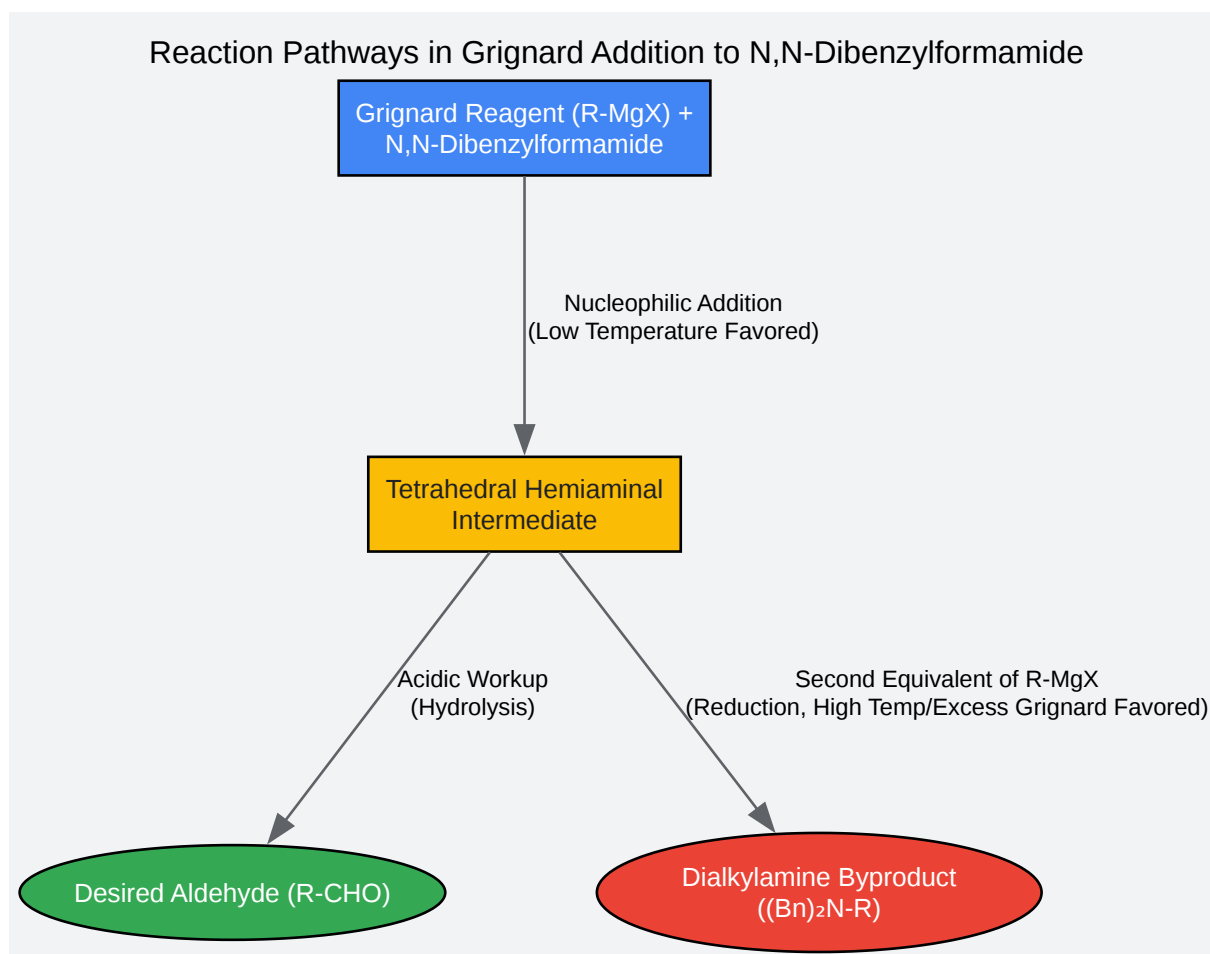 Reaction Pathways in Grignard Addition to N,N-Dibenzylformamide
Grignard Reagent (R-MgX) +
N,N-Dibenzylformamide
Nucleophilic Addition
(Low Temperature Favored)
Tetrahedral Hemiaminal
Intermediate
Acidic Workup
(Hydrolysis)
Second Equivalent of R-MgX
(Reduction, High Temp/Excess Grignard Favored)
Desired Aldehyde (R-CHO)
Dialkylamine Byproduct
((Bn)₂N-R)